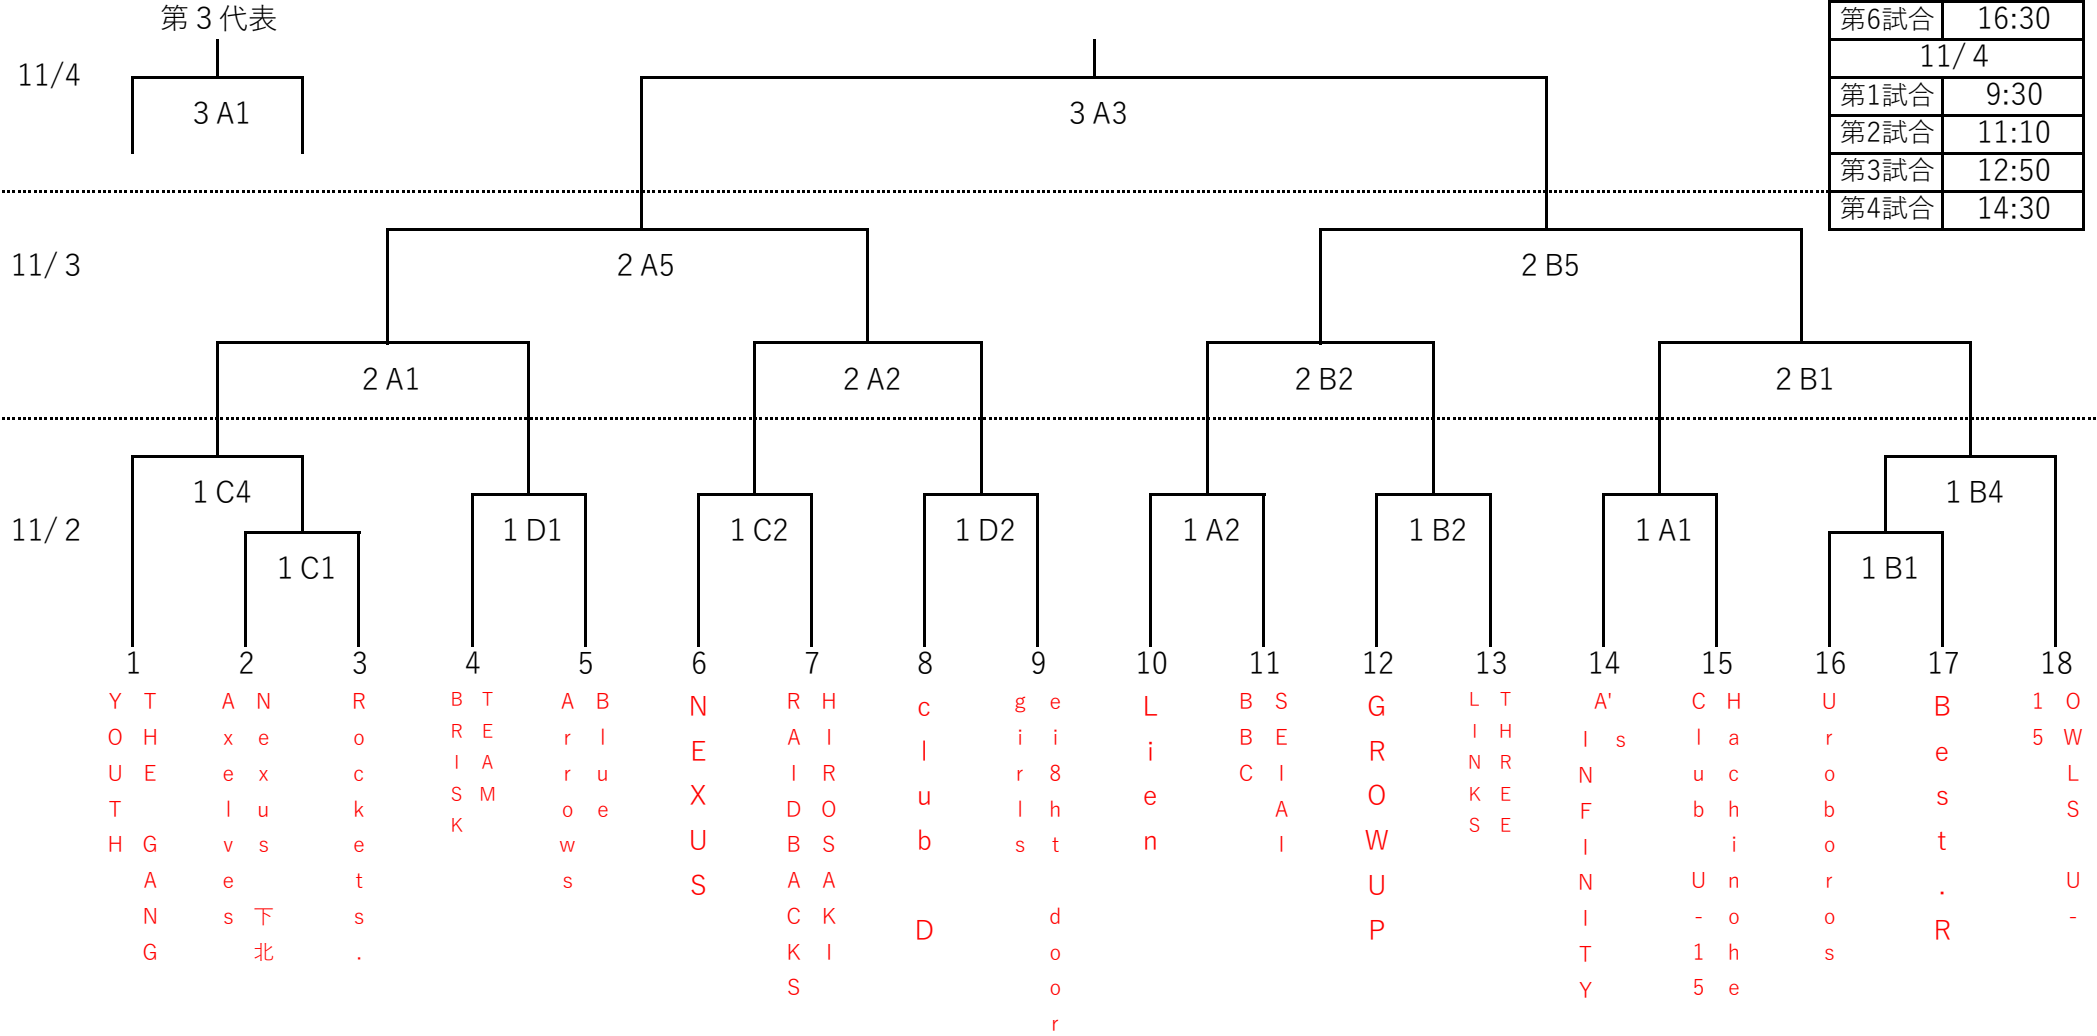 第３代表
第6試合 16:30
11/ 4
11/4
3 A1
3 A3
第1試合 9:30
第2試合 11:10
第3試合 12:50
第4試合 14:30
11/ 3
2 A5
2 B5
2 A1
2 A2
2 B2
2 B1
11/ 2
1 C4
1 B4
1 D1
1 C2
1 D2
1 A2
1 B2
1 A1
1 C1
1 B1
1 2 3 4 5 6 7 8 9 10 11 12 13 14 15 16 17 18
THE GANG
YOUTH
Nexus 下北
Axelves
Rockets.
TEAM
BRISK
Blue
Arrows
NEXUS
HIROSAKI
RAIDBACKS
club D
ei8ht door
girls
Lien
SEIAI
BBC
GROWUP
THREE
LINKS
A's
INFINITY
Hachinohe
Club U-15
Uroboros
Best.R
OWLS U-
15